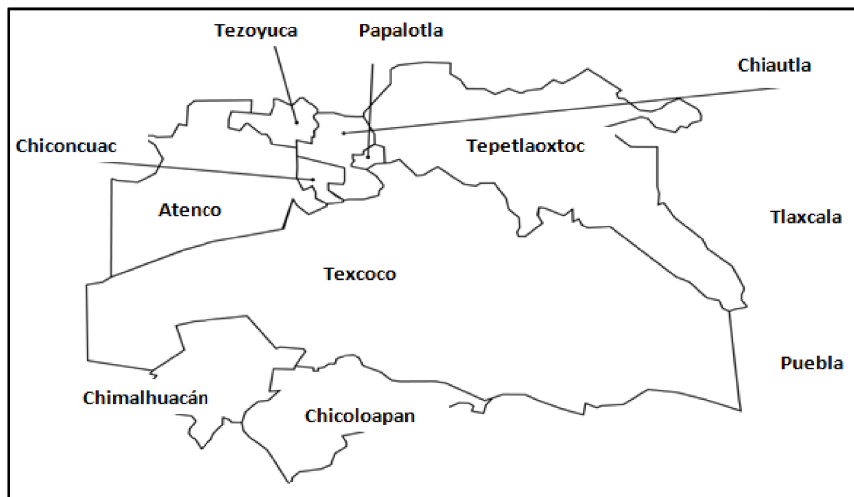 Tezoyuca
Papalotla
Chiautla
Chiconcuac
Tepetlaoxtoc
Atenco
Tlaxcala
Texcoco
Puebla
Chimalhuacán
Chicoloapan